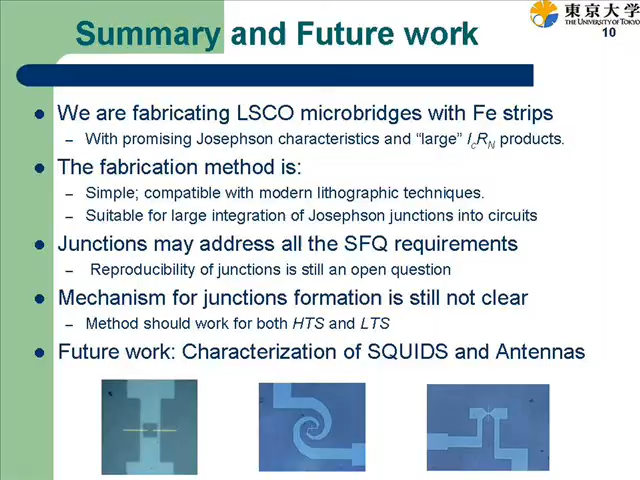 Summary and Future work
東京大学
THE UNIVERSITY OF TOKYO
10
We are fabricating LSCO microbridges with Fe strips
– With promising Josephson characteristics and “large” IcRN products.
The fabrication method is:
– Simple; compatible with modern lithographic techniques.
– Suitable for large integration of Josephson junctions into circuits
Junctions may address all the SFQ requirements
– Reproducibility of junctions is still an open question
Mechanism for junctions formation is still not clear
– Method should work for both HTS and LTS
Future work: Characterization of SQUIDS and Antennas